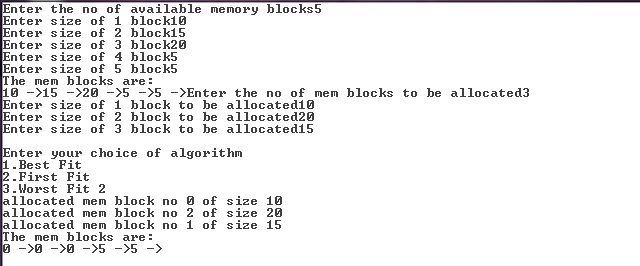 Enter the no of available memory blocks5
Enter size of 1 block10
Enter size of 2 block15
Enter size of 3 block20
Enter size of 4 block5
Enter size of 5 block5
The mem blocks are:
10 ->15 ->20 ->5 ->5 ->Enter the no of mem blocks to be allocated3
Enter size of 1 block to be allocated10
Enter size of 2 block to be allocated20
Enter size of 3 block to be allocated15
Enter your choice of algorithm
1.Best Fit
2.First Fit
3.Worst Fit 2
allocated mem block no 0 of size 10
allocated mem block no 2 of size 20
allocated mem block no 1 of size 15
The mem blocks are:
0 ->0 ->0 ->5 ->5 ->